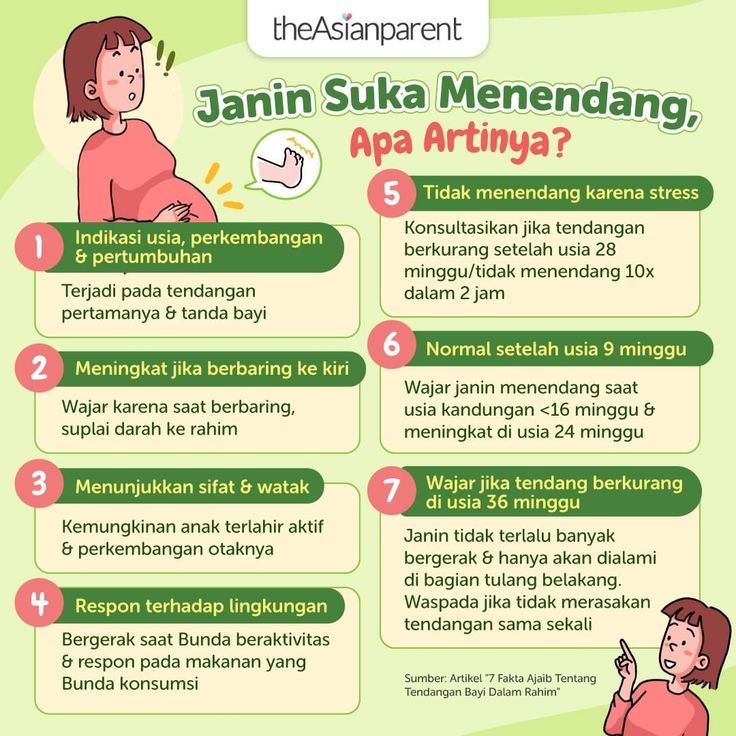 theAsianparent
Janin Suka Menendang,
Apa Artinya?
1
Indikasi usia, perkembangan
& pertumbuhan
Terjadi pada tendangan
pertamanya & tanda bayi
2
Meningkat jika berbaring ke kiri
Wajar karena saat berbaring,
suplai darah ke rahim
3
Menunjukkan sifat & watak
Kemungkinan anak terlahir aktif
& perkembangan otaknya
4
Respon terhadap lingkungan
Bergerak saat Bunda beraktivitas
& respon pada makanan yang
Bunda konsumsi
5
Tidak menendang karena stress
Konsultasikan jika tendangan
berkurang setelah usia 28
minggu/tidak menendang 10x
dalam 2 jam
6
Normal setelah usia 9 minggu
Wajar janin menendang saat
usia kandungan <16 minggu &
meningkat di usia 24 minggu
7
Wajar jika tendang berkurang
di usia 36 minggu
Janin tidak terlalu banyak
bergerak & hanya akan dialami
di bagian tulang belakang.
Waspada jika tidak merasakan
tendangan sama sekali
Sumber: Artikel "7 Fakta Ajaib Tentang
Tendangan Bayi Dalam Rahim"